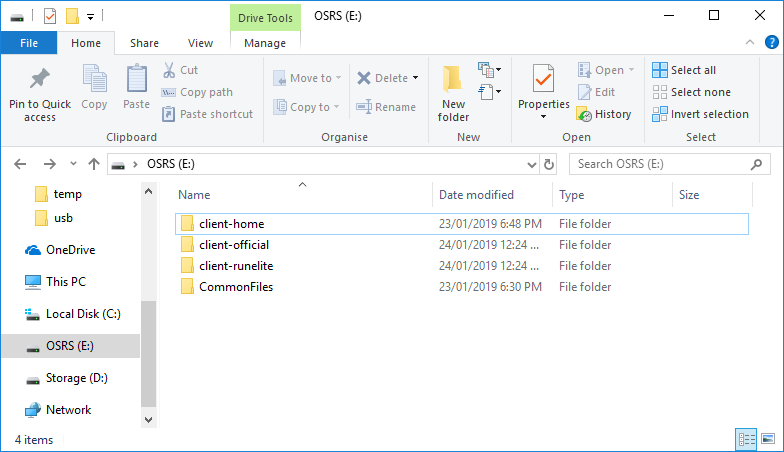 Drive Tools
OSRS (E:)
File
Home
Share
View
Manage
Pin to Quick access
Copy
Paste
Cut
Copy path
Paste shortcut
Clipboard
Move to
Copy to
Delete
Rename
Organise
New folder
New
Properties
Open
Edit
History
Open
Select all
Select none
Invert selection
Select
OSRS (E:)
Search OSRS (E:)
temp
usb
OneDrive
This PC
Local Disk (C:)
OSRS (E:)
Storage (D:)
Network
Name Date modified Type Size
client-home 23/01/2019 6:48 PM File folder
client-official 24/01/2019 12:24 ... File folder
client-runelite 24/01/2019 12:24 ... File folder
CommonFiles 23/01/2019 6:30 PM File folder
4 items